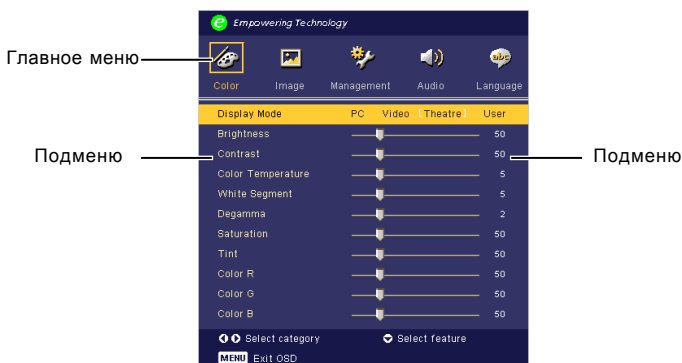 Empowering Technology
Главное меню
Color Image Management Audio Language
Display Mode PC Video [Theatre] User
Brightness 50
Подменю Contrast 50 Подменю
Color Temperature 5
White Segment 5
Degamma 2
Saturation 50
Tint 50
Color R 50
Color G 50
Color B 50
Select category Select feature
MENU Exit OSD